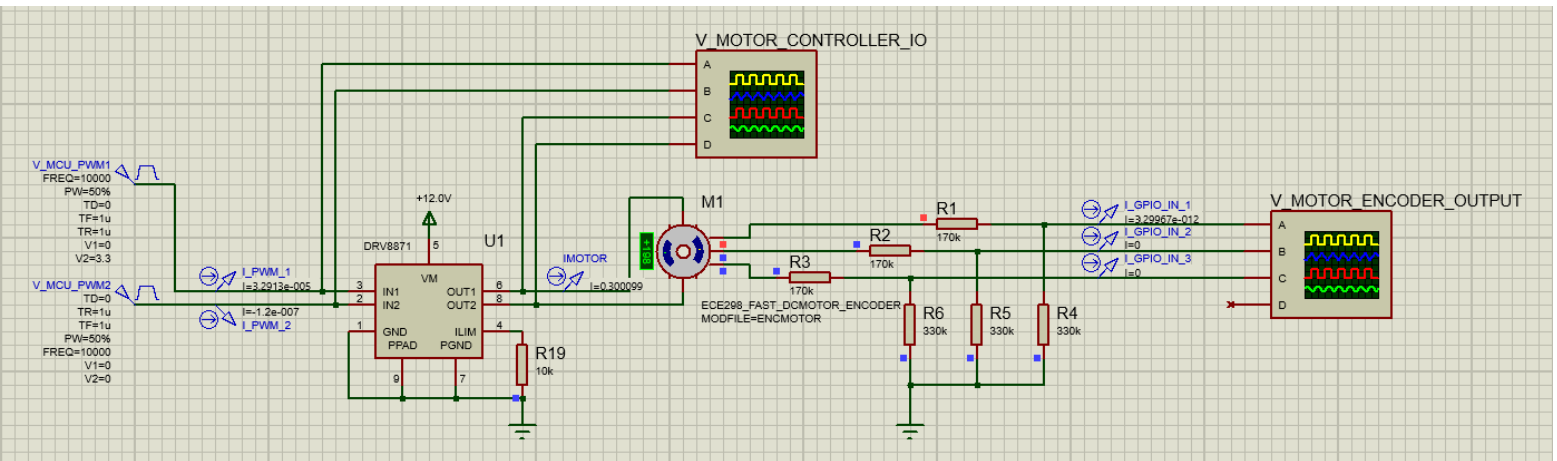 V_MOTOR_CONTROLLER_IO
A
B
C
D
V_MCU_PWM1
FREQ=10000
PW=50%
TD=0
TF=1u
TR=1u
V1=0
V2=3.3
V_MCU_PWM2
TD=0
TR=1u
TF=1u
PW=50%
FREQ=10000
V1=0
V2=0
I_PWM_1
I=3.2913e-005
I=-1.2e-007
I_PWM_2
+12.0V
DRV8871
5
U1
VM
3
IN1
OUT1
6
2
IN2
OUT2
8
1
GND
ILIM
4
PPAD
PGND
9
7
R19
10k
IMOTOR
I=0.300099
M1
+198
ECE298_FAST_DCMOTOR_ENCODER
MODFILE=ENCMOTOR
R1
170k
R2
170k
R3
170k
R6
330k
R5
330k
R4
330k
I_GPIO_IN_1
I=3.29967e-012
I_GPIO_IN_2
I=0
I_GPIO_IN_3
I=0
V_MOTOR_ENCODER_OUTPUT
A
B
C
D